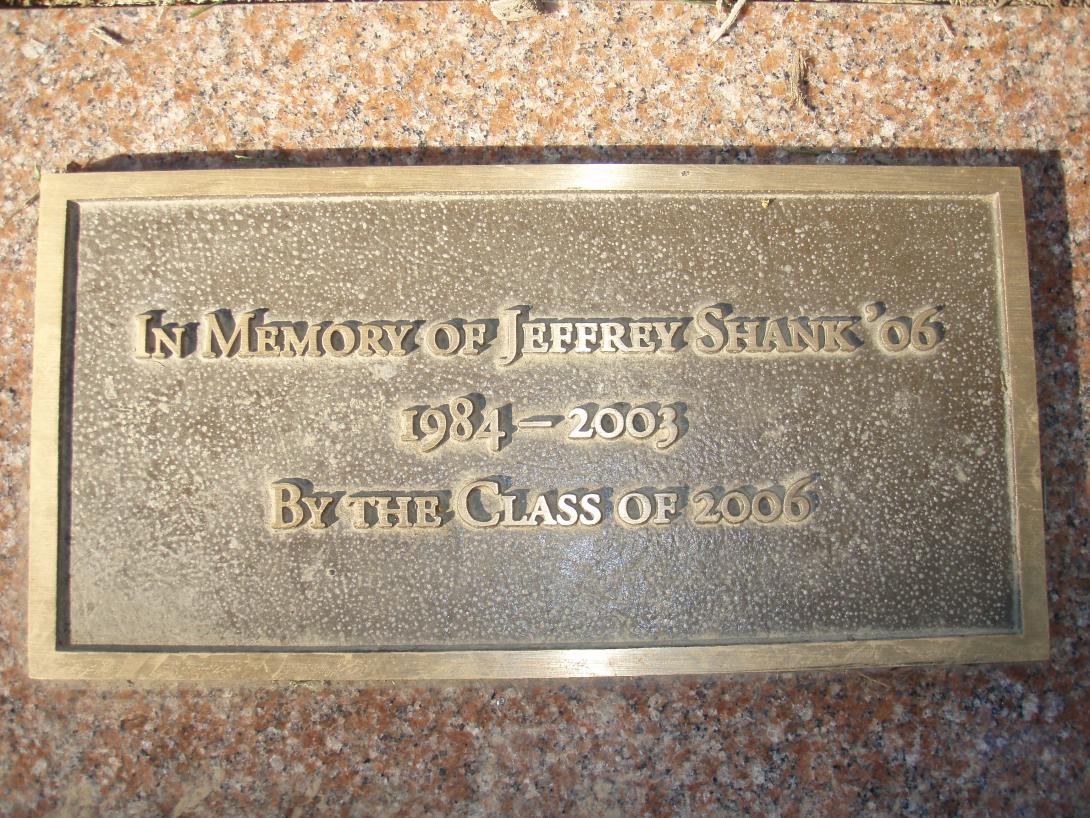 In Memory of Jeffrey Shank '06
1984 – 2003
By the Class of 2006